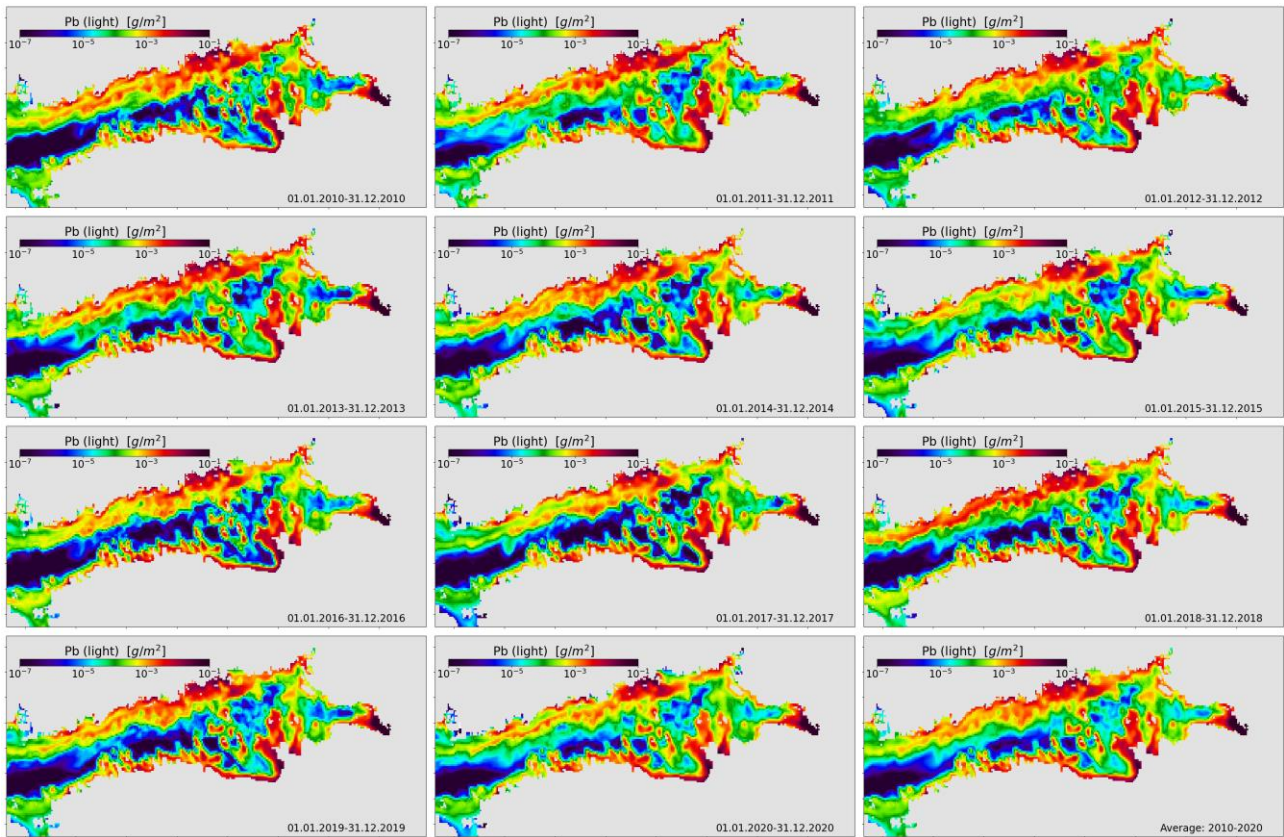 Pb (light) [g/m²]
10⁻⁷ 10⁻⁵ 10⁻³ 10⁻¹
01.01.2010-31.12.2010
Pb (light) [g/m²]
10⁻⁷ 10⁻⁵ 10⁻³ 10⁻¹
01.01.2011-31.12.2011
Pb (light) [g/m²]
10⁻⁷ 10⁻⁵ 10⁻³ 10⁻¹
01.01.2012-31.12.2012
Pb (light) [g/m²]
10⁻⁷ 10⁻⁵ 10⁻³ 10⁻¹
01.01.2013-31.12.2013
Pb (light) [g/m²]
10⁻⁷ 10⁻⁵ 10⁻³ 10⁻¹
01.01.2014-31.12.2014
Pb (light) [g/m²]
10⁻⁷ 10⁻⁵ 10⁻³ 10⁻¹
01.01.2015-31.12.2015
Pb (light) [g/m²]
10⁻⁷ 10⁻⁵ 10⁻³ 10⁻¹
01.01.2016-31.12.2016
Pb (light) [g/m²]
10⁻⁷ 10⁻⁵ 10⁻³ 10⁻¹
01.01.2017-31.12.2017
Pb (light) [g/m²]
10⁻⁷ 10⁻⁵ 10⁻³ 10⁻¹
01.01.2018-31.12.2018
Pb (light) [g/m²]
10⁻⁷ 10⁻⁵ 10⁻³ 10⁻¹
01.01.2019-31.12.2019
Pb (light) [g/m²]
10⁻⁷ 10⁻⁵ 10⁻³ 10⁻¹
01.01.2020-31.12.2020
Pb (light) [g/m²]
10⁻⁷ 10⁻⁵ 10⁻³ 10⁻¹
Average: 2010-2020